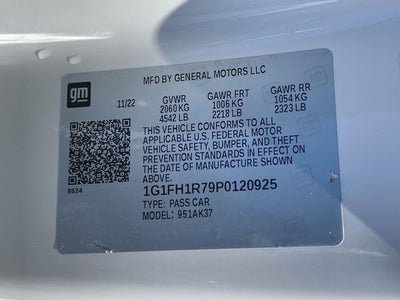 gm
MFD BY GENERAL MOTORS LLC
11/22 GVWR GAWR FRT GAWR RR
2060 KG 1006 KG 1054 KG
4542 LB 2218 LB 2323 LB
THIS VEHICLE CONFORMS TO ALL
APPLICABLE U.S. FEDERAL MOTOR
VEHICLE SAFETY, BUMPER, AND THEFT
PREVENTION STANDARDS IN EFFECT ON
THE DATE OF MANUFACTURE SHOWN
ABOVE.
8624
1G1FH1R79P0120925
TYPE: PASS CAR
MODEL: 951AK37